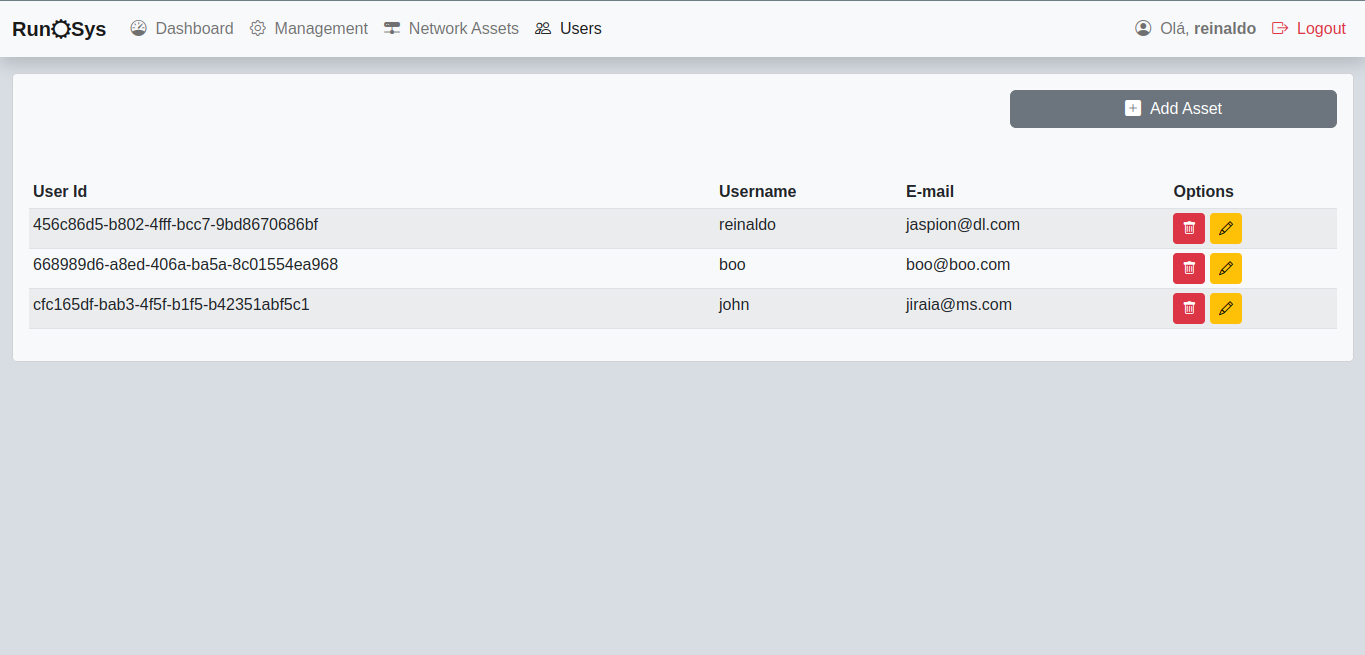 RunSys Dashboard Management Network Assets Users Olá, reinaldo Logout
Add Asset
User Id Username E-mail Options
456c86d5-b802-4fff-bcc7-9bd8670686bf reinaldo jaspion@dl.com
668989d6-a8ed-406a-ba5a-8c01554ea968 boo boo@boo.com
cfc165df-bab3-4f5f-b1f5-b42351abf5c1 john jiraia@ms.com